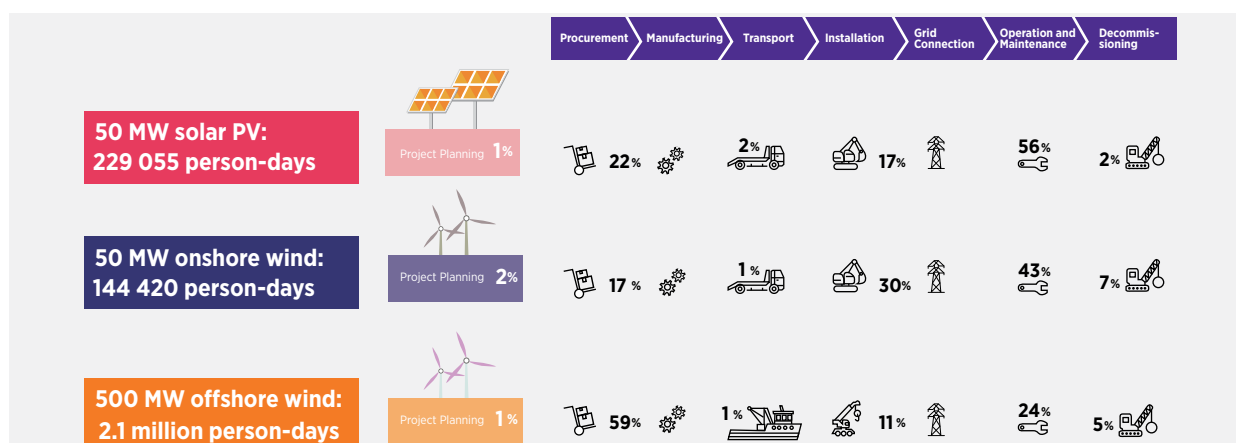 Procurement Manufacturing Transport Installation Grid Connection Operation and Maintenance Decommis-sioning
50 MW solar PV:
229 055 person-days
Project Planning 1%
22% 2% 17% 56% 2%
50 MW onshore wind:
144 420 person-days
Project Planning 2%
17 % 1 % 30% 43% 7%
500 MW offshore wind:
2.1 million person-days
Project Planning 1 %
59% 1 % 11 % 24% 5%